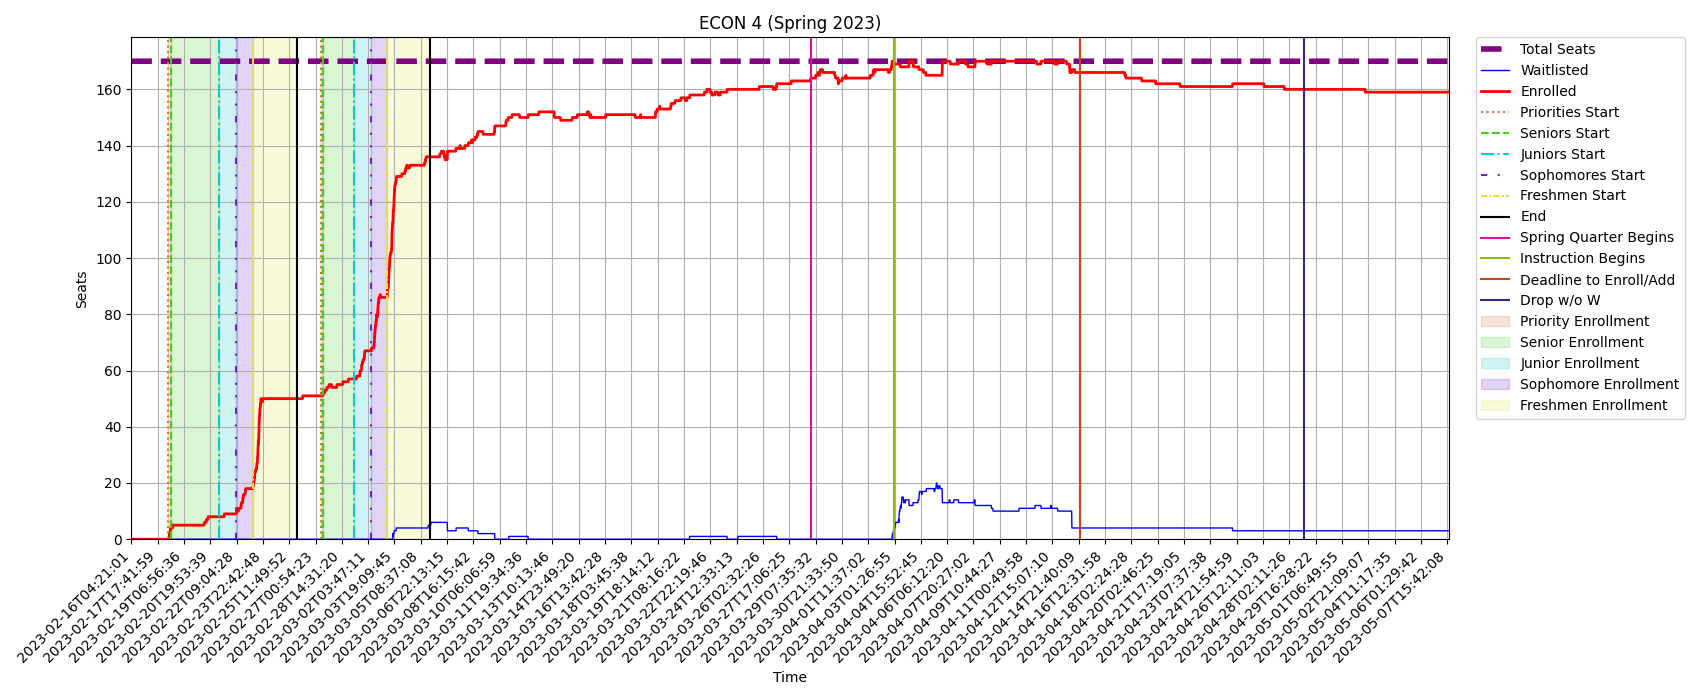 ECON 4 (Spring 2023)
Seats
160
140
120
100
80
60
40
20
0
2023-02-16T04:21:01
2023-02-17T17:41:59
2023-02-19T06:56:36
2023-02-20T19:53:39
2023-02-22T09:04:28
2023-02-23T22:42:48
2023-02-25T11:49:52
2023-02-27T00:54:23
2023-02-28T14:31:20
2023-03-02T03:47:11
2023-03-03T19:09:45
2023-03-05T08:37:08
2023-03-06T22:13:15
2023-03-08T16:15:42
2023-03-10T06:06:59
2023-03-11T19:34:36
2023-03-13T10:13:46
2023-03-14T23:49:20
2023-03-16T13:42:28
2023-03-18T03:45:38
2023-03-19T18:14:12
2023-03-21T08:16:22
2023-03-22T22:19:46
2023-03-24T12:33:13
2023-03-26T02:32:26
2023-03-27T17:06:25
2023-03-29T07:35:32
2023-03-30T21:33:50
2023-04-01T11:37:02
2023-04-03T01:26:55
2023-04-04T15:52:45
2023-04-06T06:12:20
2023-04-07T20:27:02
2023-04-09T10:44:27
2023-04-11T00:49:58
2023-04-12T15:07:10
2023-04-14T21:40:09
2023-04-16T12:31:58
2023-04-18T02:24:28
2023-04-20T02:46:25
2023-04-21T17:19:05
2023-04-23T07:37:38
2023-04-24T21:54:59
2023-04-26T12:11:03
2023-04-28T02:11:26
2023-04-29T16:28:22
2023-05-01T06:49:55
2023-05-02T21:09:07
2023-05-04T11:17:35
2023-05-06T01:29:42
2023-05-07T15:42:08
Time
Total Seats
Waitlisted
Enrolled
Priorities Start
Seniors Start
Juniors Start
Sophomores Start
Freshmen Start
End
Spring Quarter Begins
Instruction Begins
Deadline to Enroll/Add
Drop w/o W
Priority Enrollment
Senior Enrollment
Junior Enrollment
Sophomore Enrollment
Freshmen Enrollment